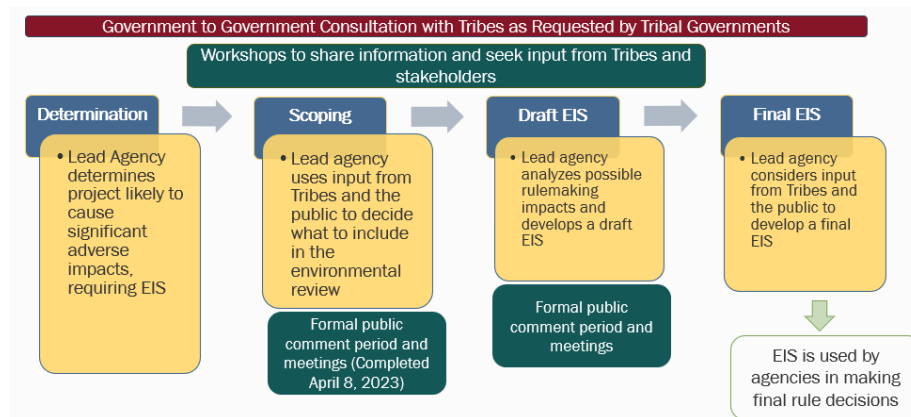 Government to Government Consultation with Tribes as Requested by Tribal Governments
Workshops to share information and seek input from Tribes and
stakeholders
Determination
• Lead Agency
determines
project likely to
cause
significant
adverse
impacts,
requiring EIS
Scoping
• Lead agency
uses input from
Tribes and the
public to decide
what to include
in the
environmental
review
Formal public
comment period and
meetings (Completed
April 8, 2023)
Draft EIS
• Lead agency
analyzes possible
rulemaking
impacts and
develops a draft
EIS
Formal public
comment period and
meetings
Final EIS
• Lead agency
considers input
from Tribes and
the public to
develop a final
EIS
EIS is used by
agencies in making
final rule decisions